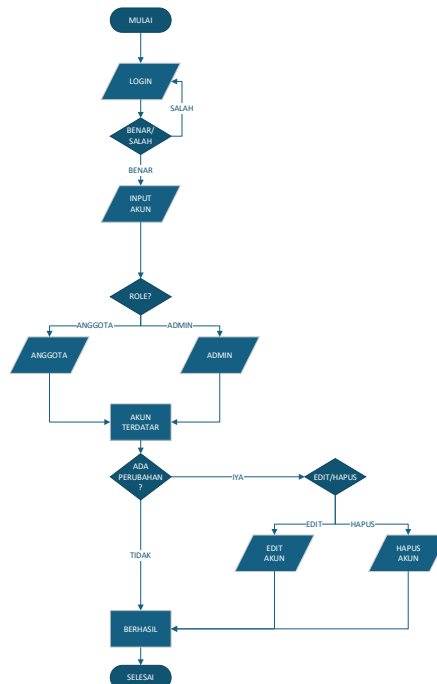 MULAI
LOGIN
SALAH
BENAR/
SALAH
BENAR
INPUT
AKUN
ROLE?
ANGGOTA
ADMIN
ANGGOTA
ADMIN
AKUN
TERDATAR
ADA
PERUBAHAN
?
IYA
EDIT/HAPUS
EDIT
HAPUS
EDIT
AKUN
HAPUS
AKUN
TIDAK
BERHASIL
SELESAI